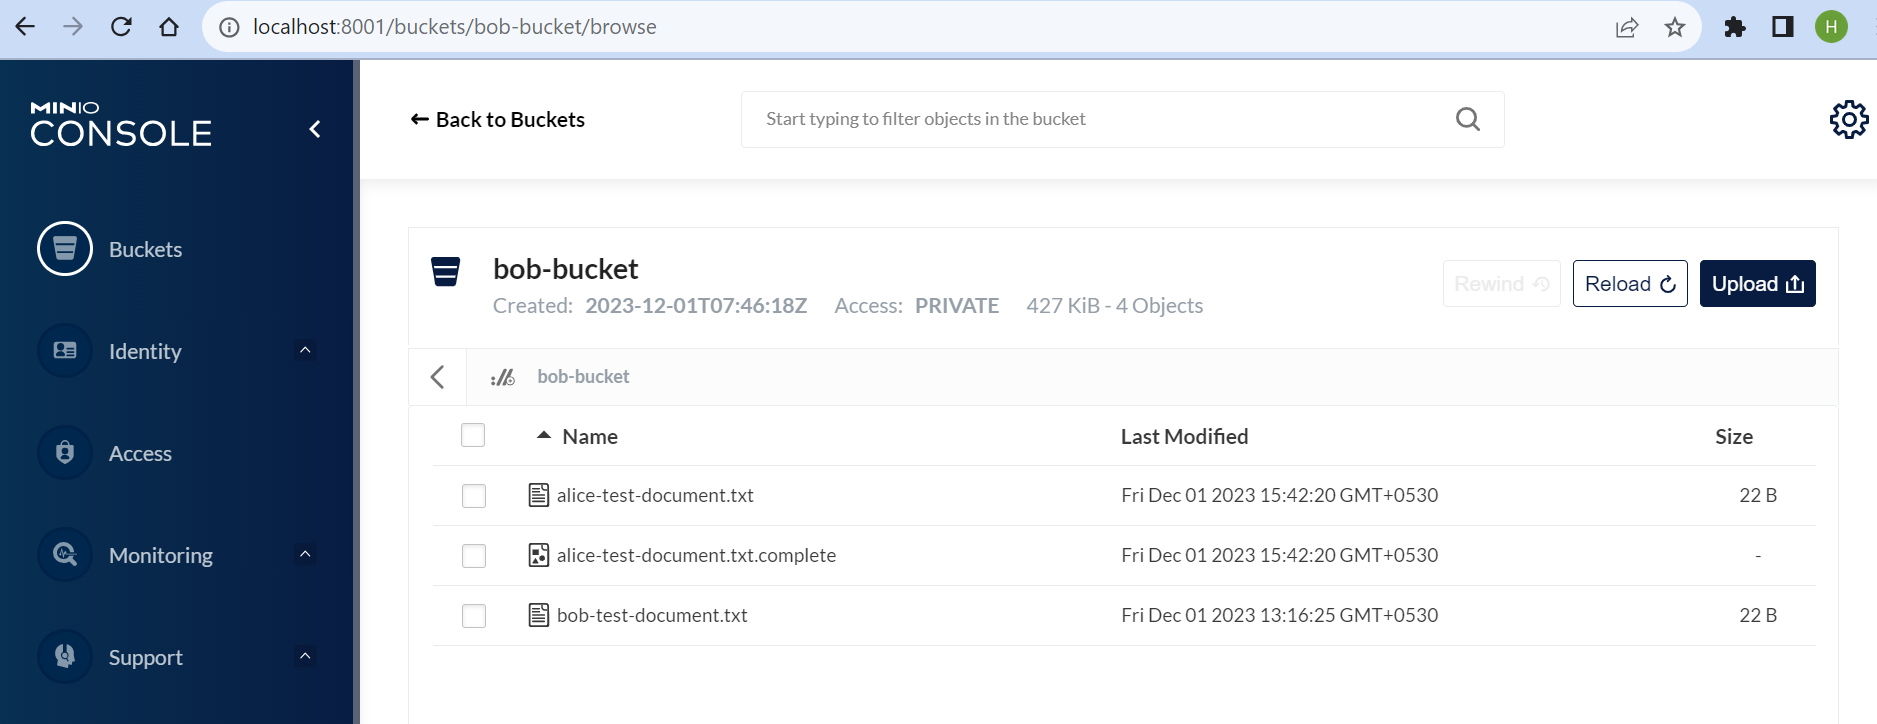 localhost:8001/buckets/bob-bucket/browse
H
MINIO
CONSOLE
Buckets
Identity
Access
Monitoring
Support
Back to Buckets
Start typing to filter objects in the bucket
bob-bucket
Created: 2023-12-01T07:46:18Z Access: PRIVATE 427 KiB - 4 Objects
Rewind
Reload
Upload
bob-bucket
Name Last Modified Size
alice-test-document.txt Fri Dec 01 2023 15:42:20 GMT+0530 22 B
alice-test-document.txt.complete Fri Dec 01 2023 15:42:20 GMT+0530 -
bob-test-document.txt Fri Dec 01 2023 13:16:25 GMT+0530 22 B